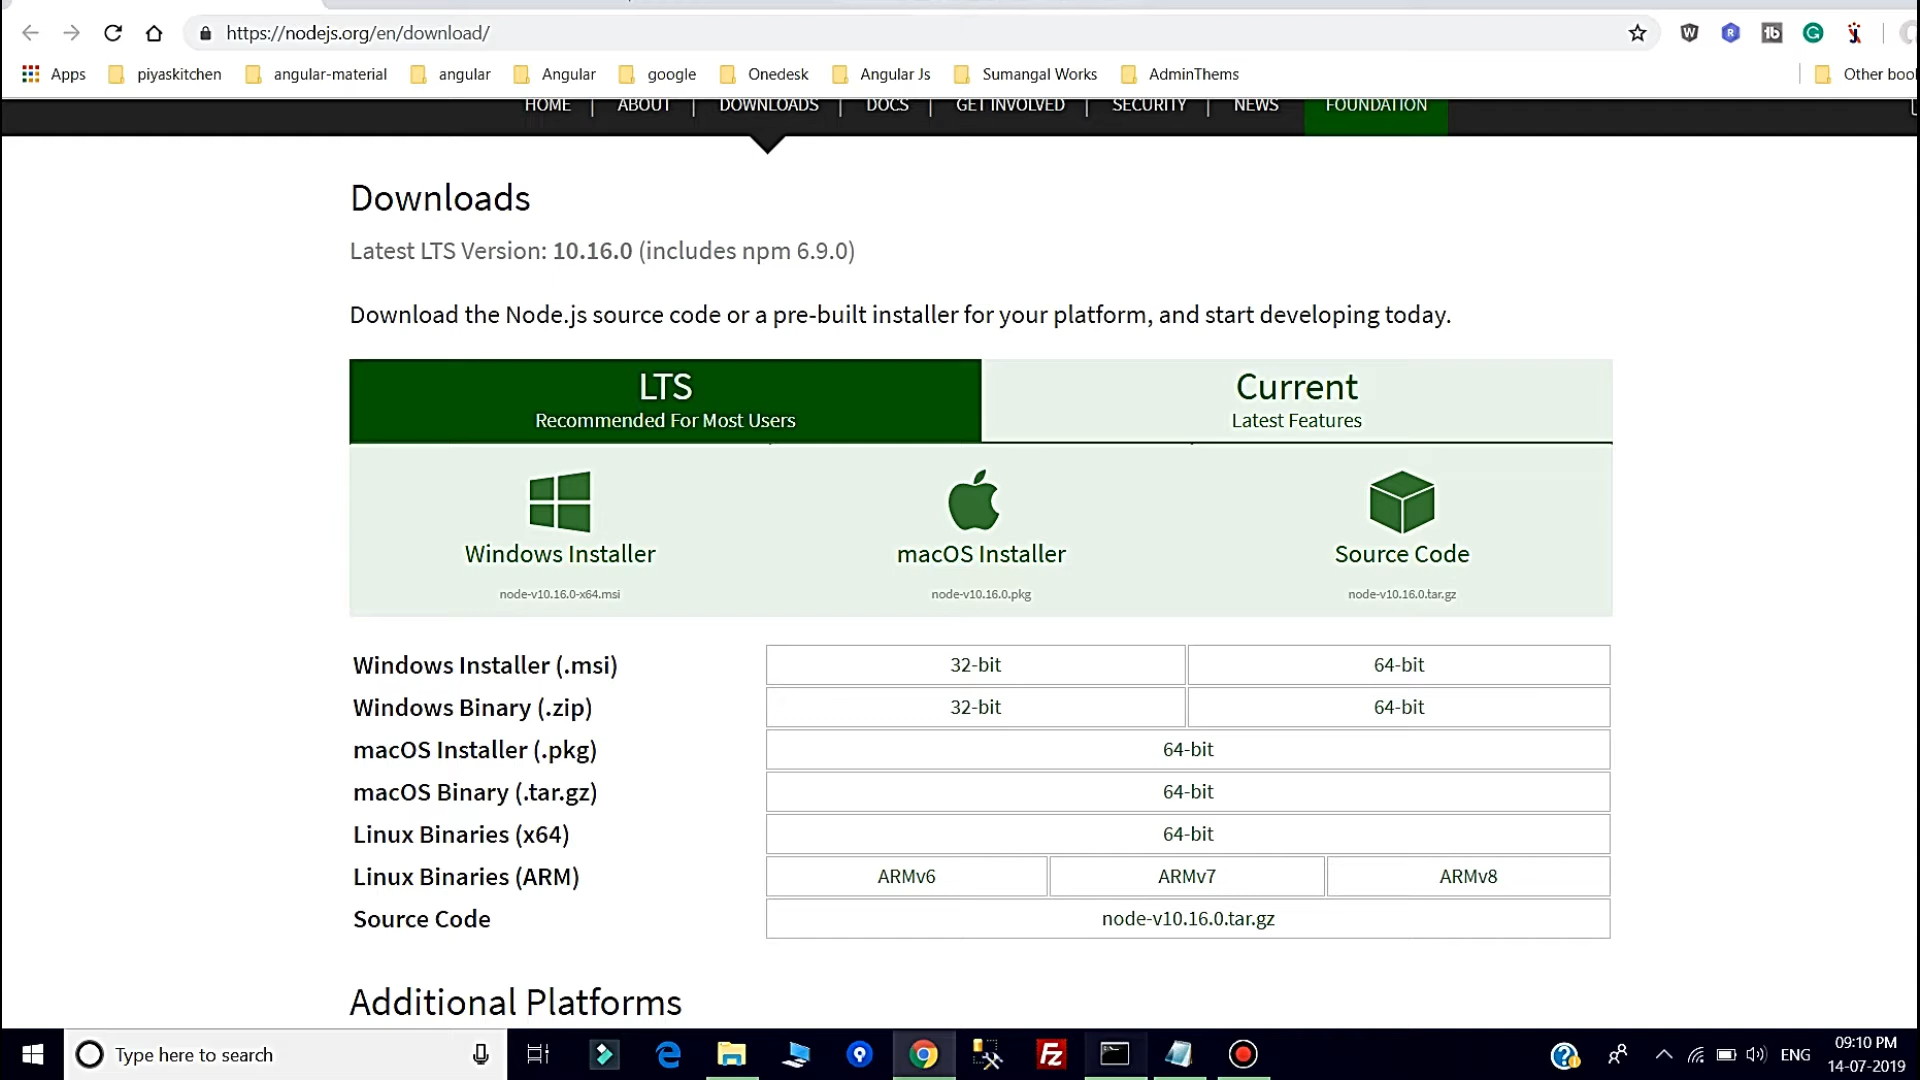 https://nodejs.org/en/download/
Apps piyaskitchen angular-material angular Angular google Onedesk Angular Js Sumangal Works AdminThems Other boo
HOME | ABOUT | DOWNLOADS | DOCS | GET INVOLVED | SECURITY | NEWS FOUNDATION
Downloads
Latest LTS Version: 10.16.0 (includes npm 6.9.0)
Download the Node.js source code or a pre-built installer for your platform, and start developing today.
LTS
Recommended For Most Users
Current
Latest Features
Windows Installer
node-v10.16.0-x64.msi
macOS Installer
node-v10.16.0.pkg
Source Code
node-v10.16.0.tar.gz
Windows Installer (.msi) 32-bit 64-bit
Windows Binary (.zip) 32-bit 64-bit
macOS Installer (.pkg) 64-bit
macOS Binary (.tar.gz) 64-bit
Linux Binaries (x64) 64-bit
Linux Binaries (ARM) ARMv6 ARMv7 ARMv8
Source Code node-v10.16.0.tar.gz
Additional Platforms
Type here to search
ENG
09:10 PM
14-07-2019